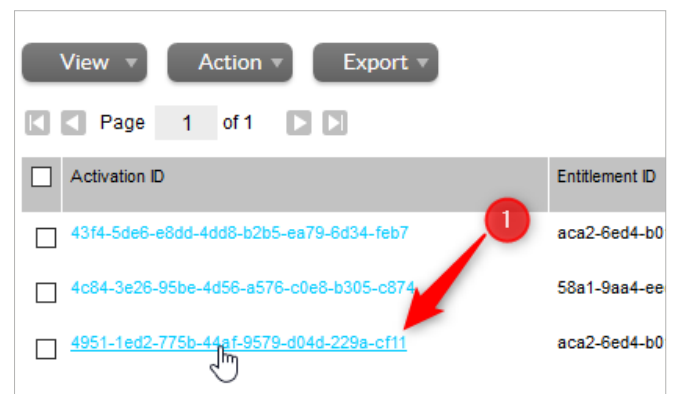 View Action Export
Page 1 of 1
Activation ID Entitlement ID
1
43f4-5de6-e8dd-4dd8-b2b5-ea79-6d34-feb7 aca2-6ed4-b0
4c84-3e26-95be-4d56-a576-c0e8-b305-c874 58a1-9aa4-ee
4951-1ed2-775b-44af-9579-d04d-229a-cf11 aca2-6ed4-b0